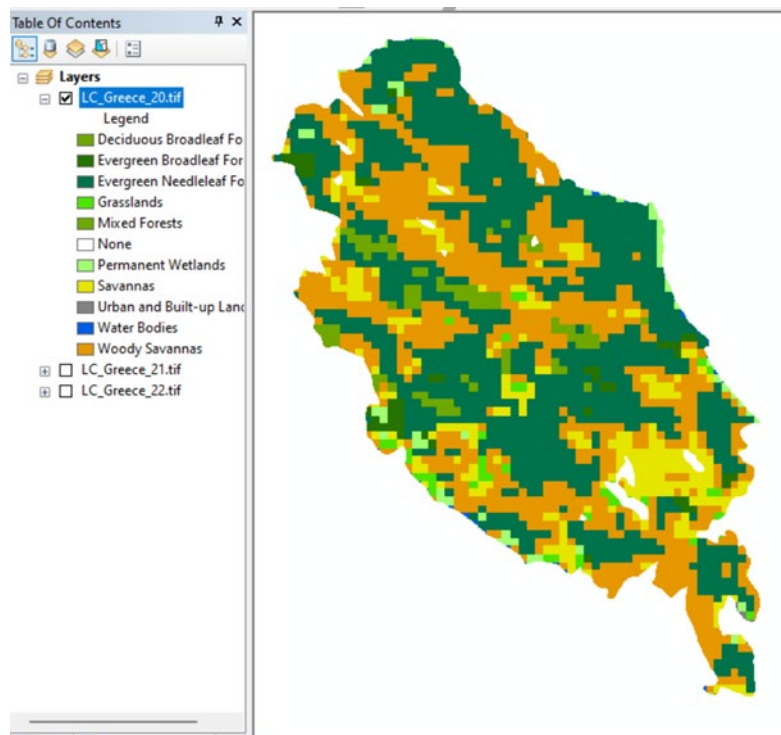 Table Of Contents
Layers
LC_Greece_20.tif
Legend
Deciduous Broadleaf Fo
Evergreen Broadleaf For
Evergreen Needleleaf Fo
Grasslands
Mixed Forests
None
Permanent Wetlands
Savannas
Urban and Built-up Lanc
Water Bodies
Woody Savannas
LC_Greece_21.tif
LC_Greece_22.tif